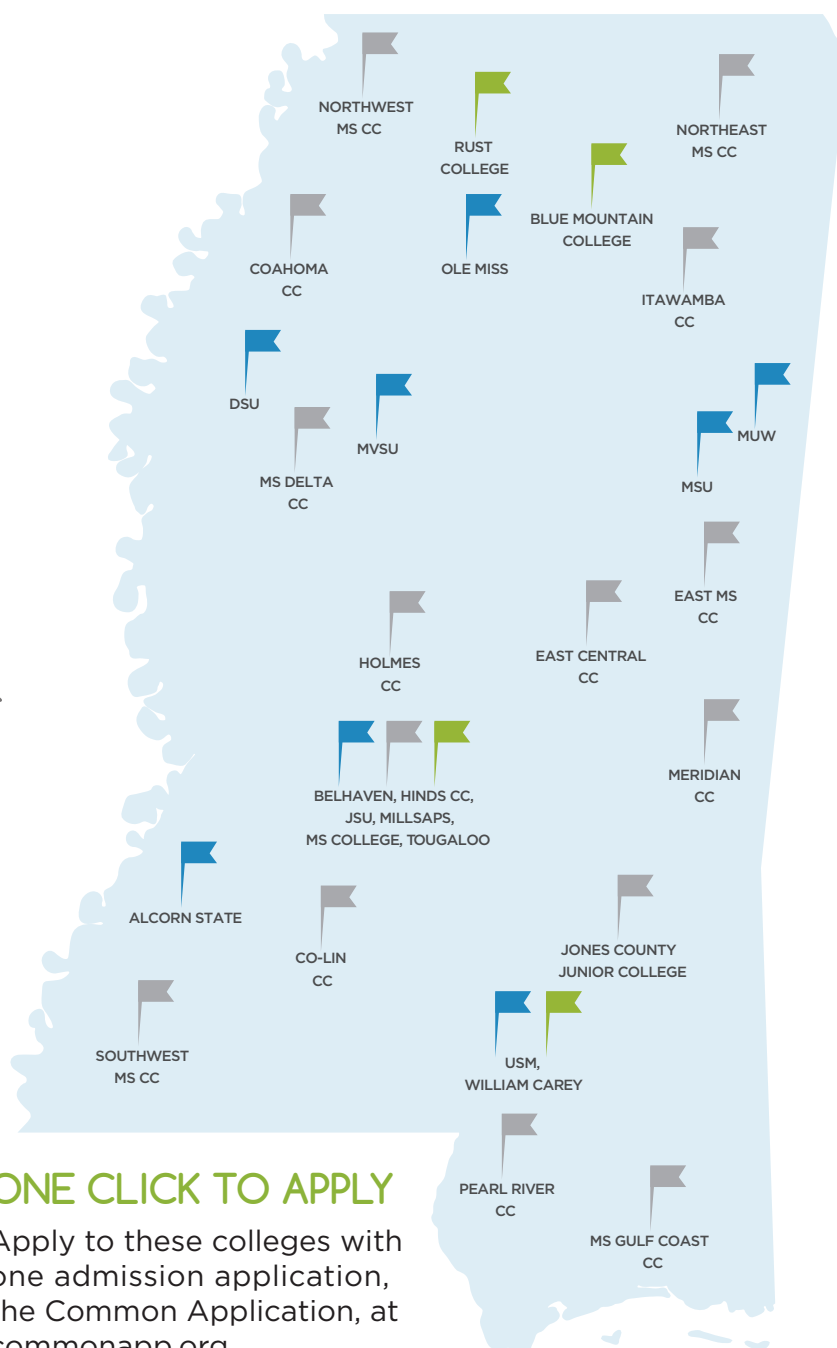 NORTHWEST
MS CC
RUST
COLLEGE
NORTHEAST
MS CC
BLUE MOUNTAIN
COLLEGE
COAHOMA
CC
OLE MISS
ITAWAMBA
CC
DSU
MVSU
MUW
MS DELTA
CC
MSU
EAST MS
CC
HOLMES
CC
EAST CENTRAL
CC
MERIDIAN
CC
BELHAVEN, HINDS CC,
JSU, MILLSAPS,
MS COLLEGE, TOUGALOO
ALCORN STATE
CO-LIN
CC
JONES COUNTY
JUNIOR COLLEGE
SOUTHWEST
MS CC
USM,
WILLIAM CAREY
PEARL RIVER
CC
MS GULF COAST
CC
ONE CLICK TO APPLY
Apply to these colleges with
one admission application,
the Common Application, at
commonapp.org